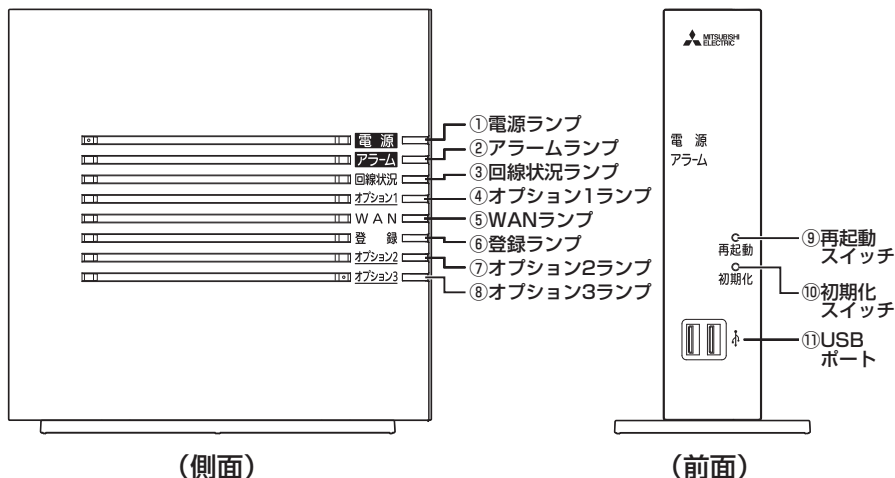 電 源
アラーム
回線状況
オプション1
W A N
登 録
オプション2
オプション3
①電源ランプ
②アラームランプ
③回線状況ランプ
④オプション1ランプ
⑤WANランプ
⑥登録ランプ
⑦オプション2ランプ
⑧オプション3ランプ
(側面)
MITSUBISHI
ELECTRIC
電 源
アラーム
再起動
初期化
⑨再起動
スイッチ
⑩初期化
スイッチ
⑪USB
ポート
(前面)